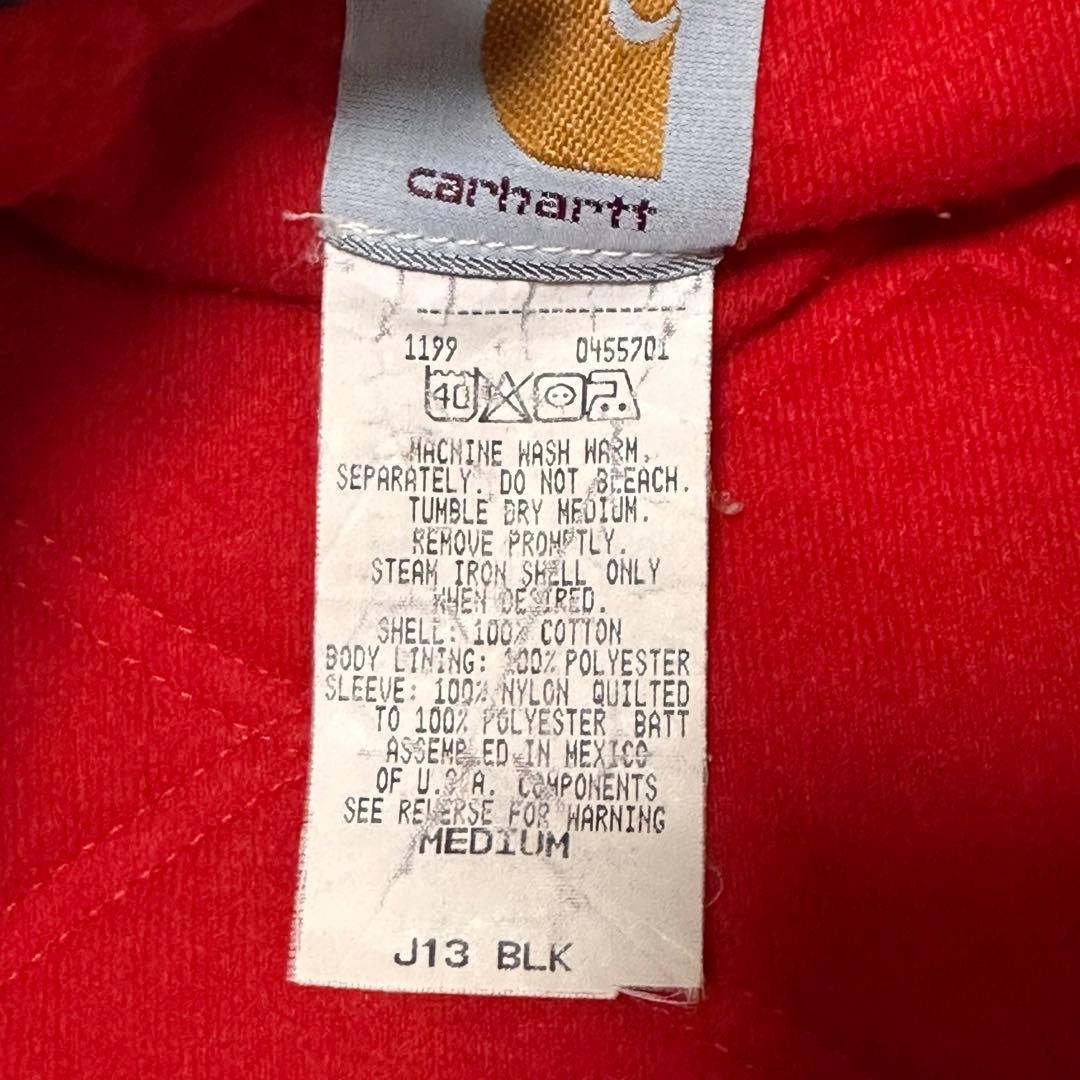 carhartt
1199 0455701
40
MACHINE WASH WARM.
SEPARATELY. DO NOT BLEACH.
TUMBLE DRY MEDIUM.
REMOVE PROMPTLY.
STEAM IRON SHELL ONLY
WHEN DESIRED.
SHELL: 100% COTTON
BODY LINING: 100% POLYESTER
SLEEVE: 100% NYLON QUILTED
TO 100% POLYESTER BATT
ASSEMBLED IN MEXICO
OF U.S.A. COMPONENTS
SEE REVERSE FOR WARNING
MEDIUM
J13 BLK